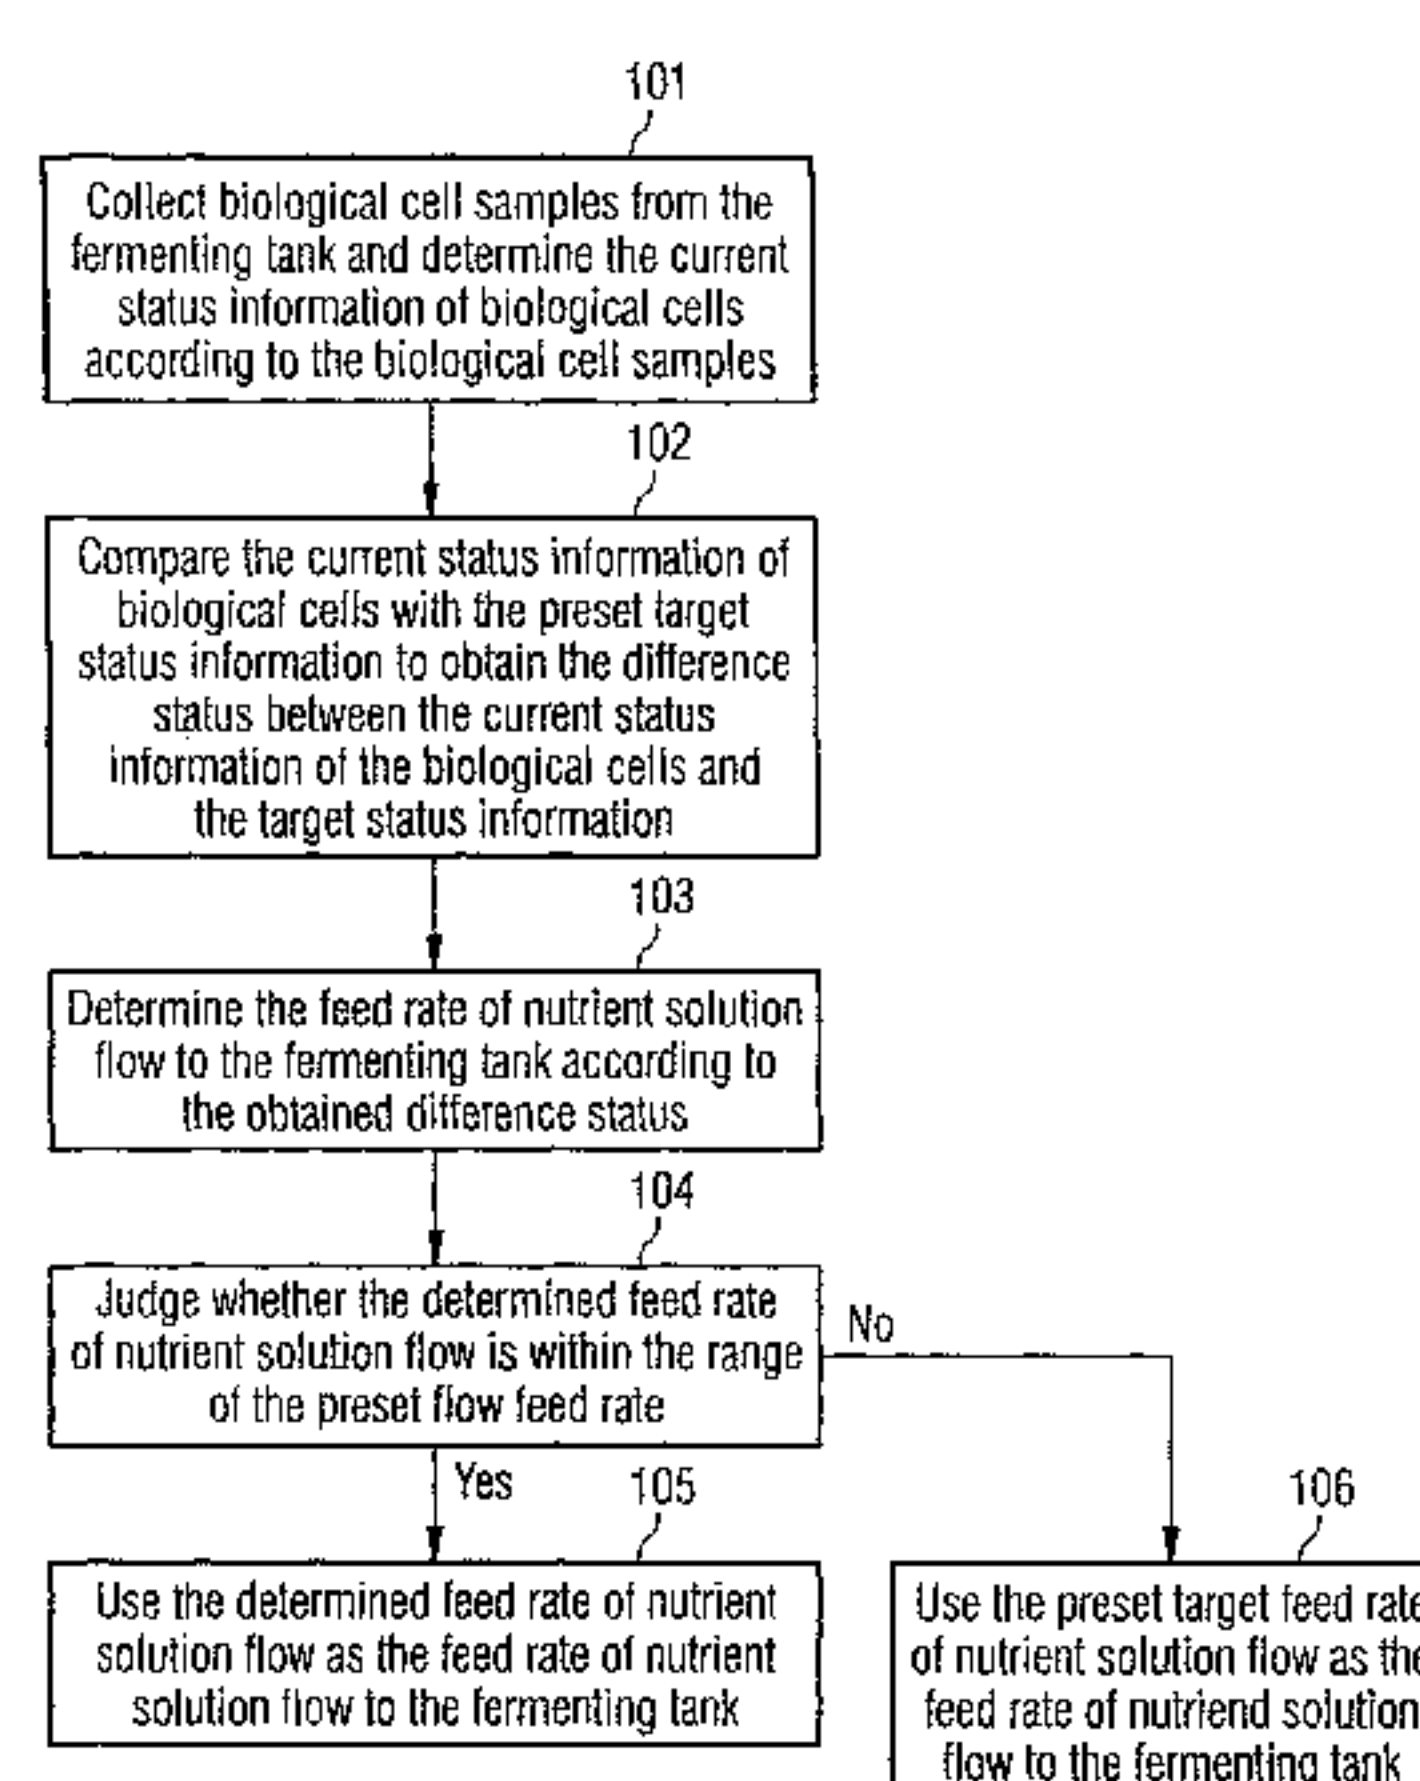 101
Collect biological cell samples from the
fermenting tank and determine the current
status information of biological cells
according to the biological cell samples
102
Compare the current status information of
biological cells with the preset target
status information to obtain the difference
status between the current status
information of the biological cells and
the target status information
103
Determine the feed rate of nutrient solution
flow to the fermenting tank according to
the obtained difference status
104
Judge whether the determined feed rate
of nutrient solution flow is within the range
of the preset flow feed rate
No
Yes
105
Use the determined feed rate of nutrient
solution flow as the feed rate of nutrient
solution flow to the fermenting tank
106
Use the preset target feed rate
of nutrient solution flow as the
feed rate of nutriend solution
flow to the fermenting tank